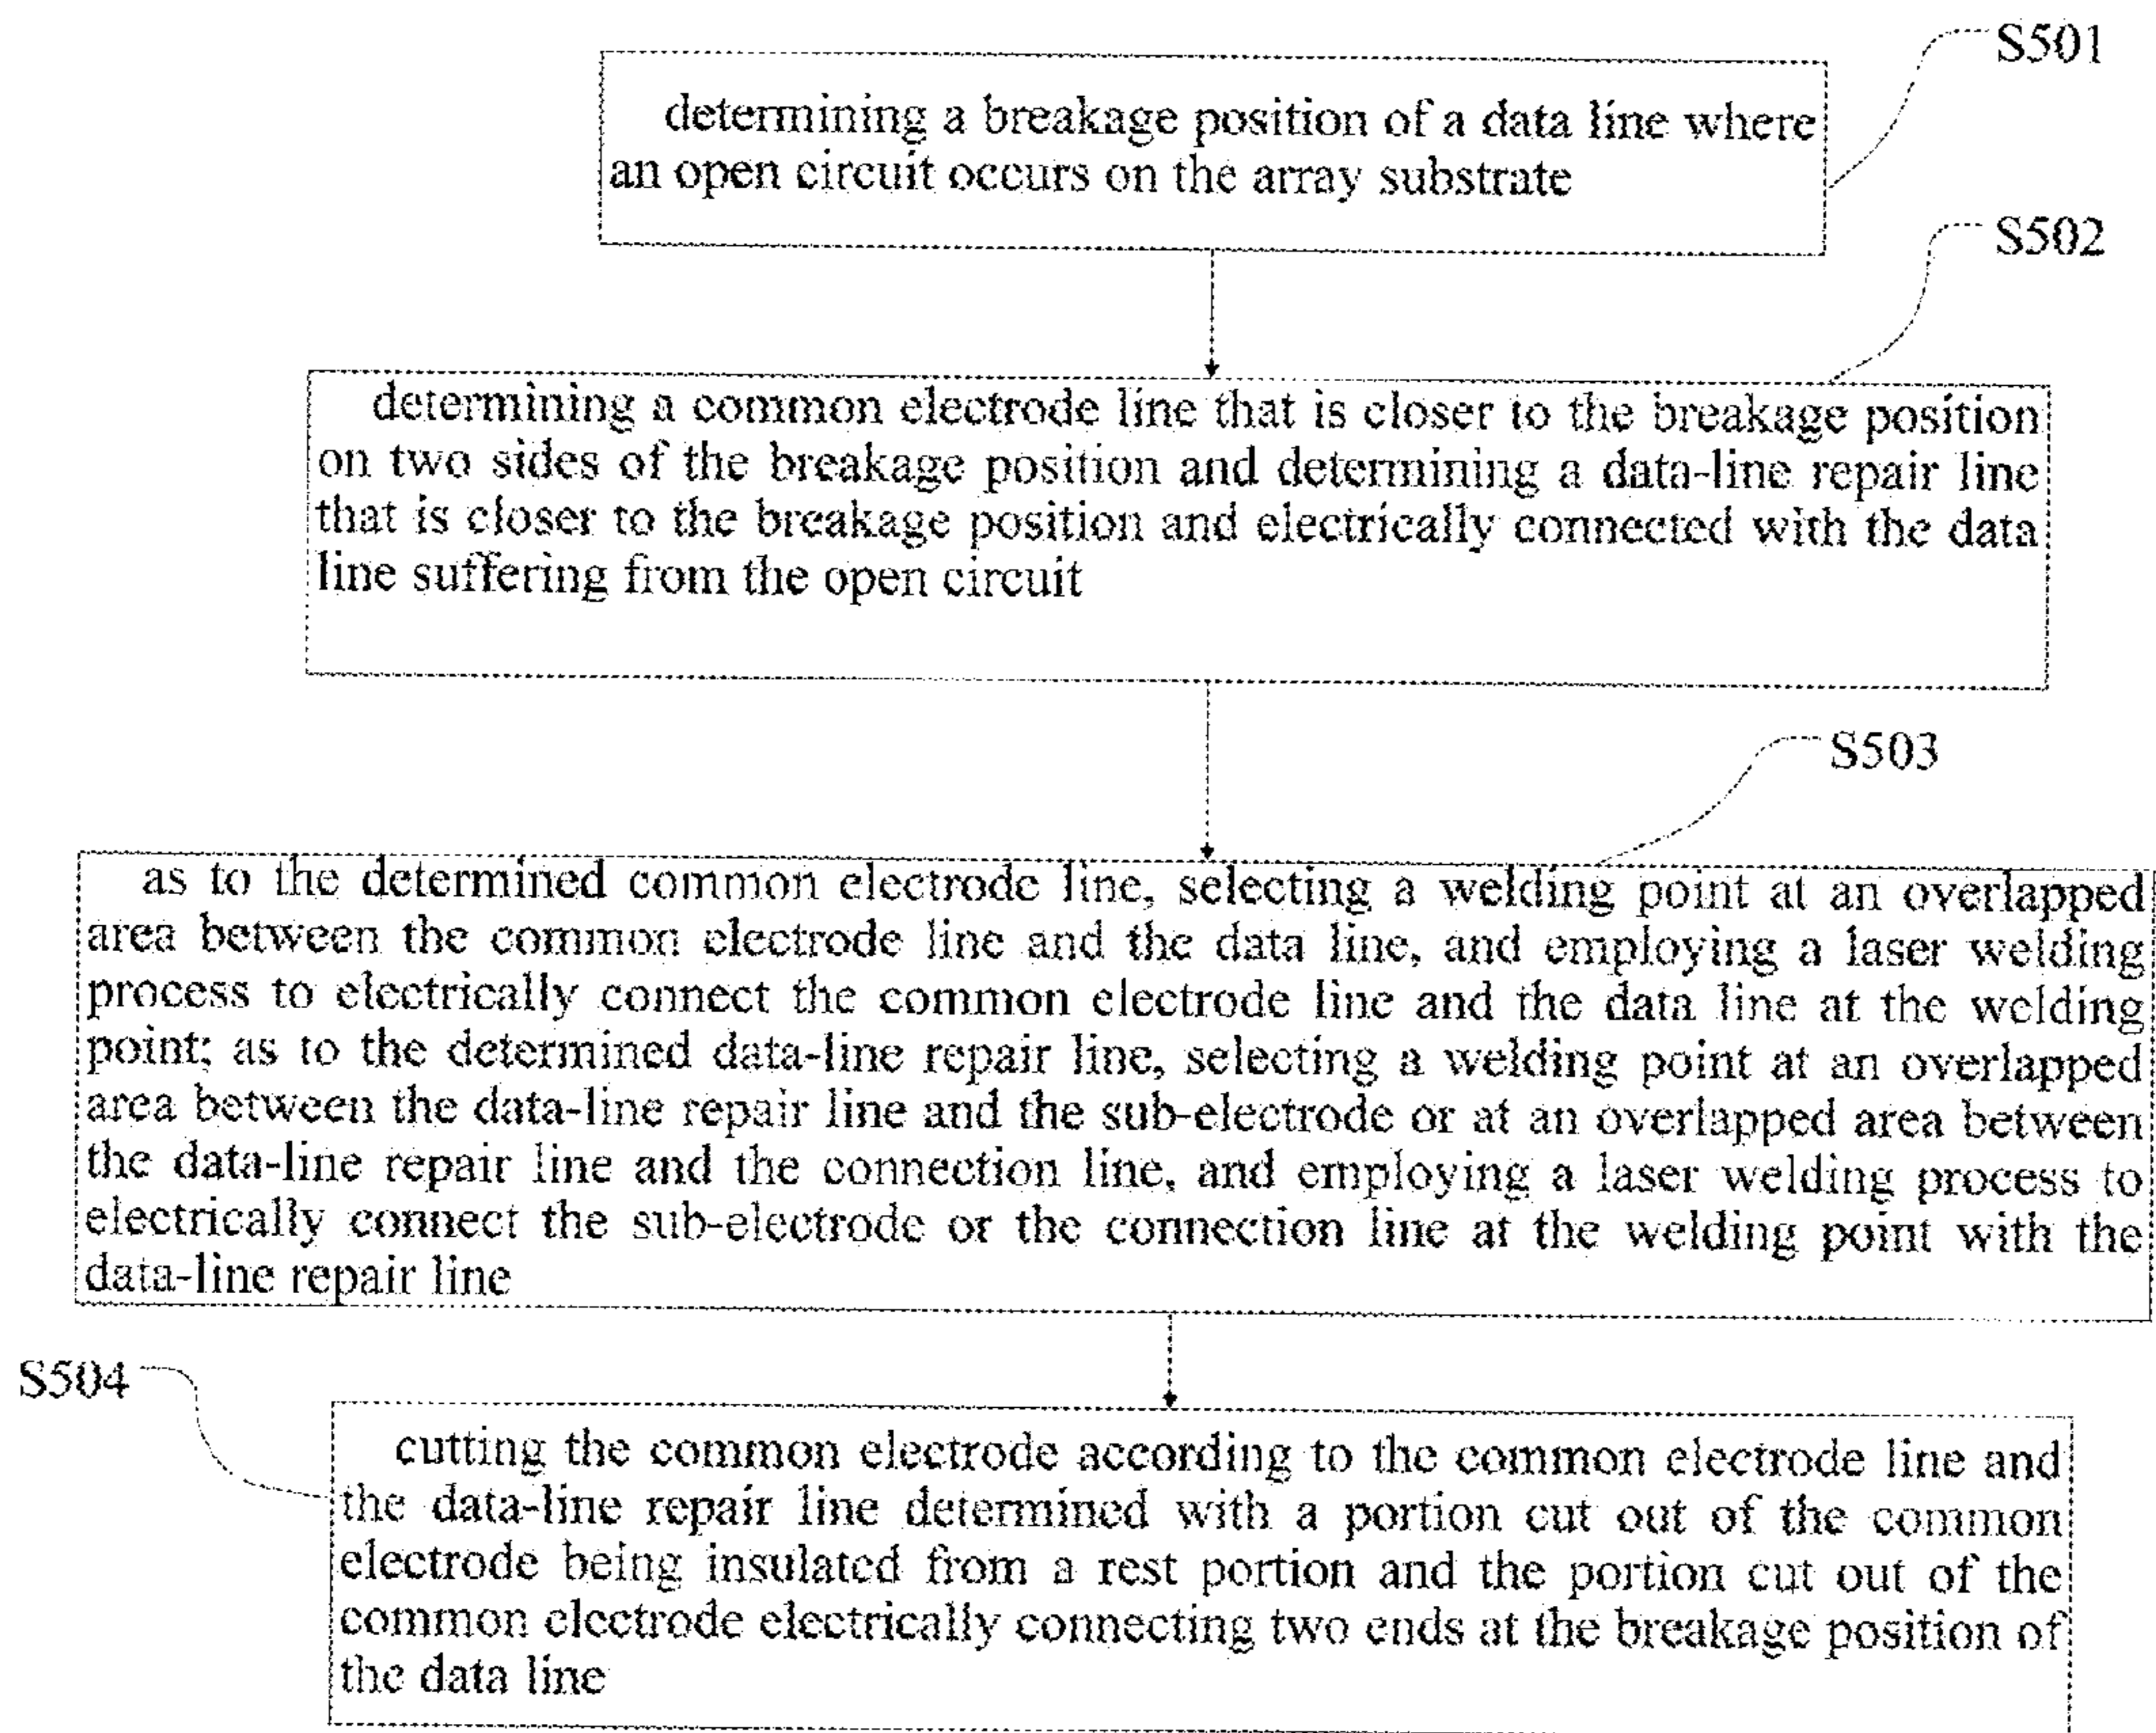 S501
determining a breakage position of a data line where
an open circuit occurs on the array substrate
S502
determining a common electrode line that is closer to the breakage position
on two sides of the breakage position and determining a data-line repair line
that is closer to the breakage position and electrically connected with the data
line suffering from the open circuit
S503
as to the determined common electrode line, selecting a welding point at an overlapped
area between the common electrode line and the data line, and employing a laser welding
process to electrically connect the common electrode line and the data line at the welding
point; as to the determined data-line repair line, selecting a welding point at an overlapped
area between the data-line repair line and the sub-electrode or at an overlapped area between
the data-line repair line and the connection line, and employing a laser welding process to
electrically connect the sub-electrode or the connection line at the welding point with the
data-line repair line
S504
cutting the common electrode according to the common electrode line and
the data-line repair line determined with a portion cut out of the common
electrode being insulated from a rest portion and the portion cut out of the
common electrode electrically connecting two ends at the breakage position of
the data line